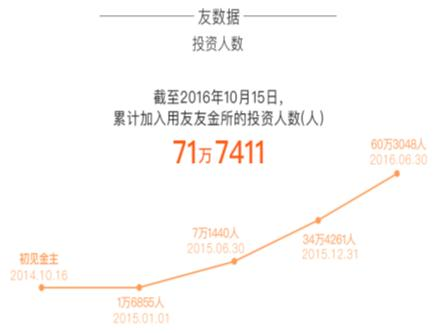 友数据
投资人数
截至2016年10月15日,
累计加入用友友金所的投资人数(人)
71万7411
60万3048人
2016.06.30
7万1440人
2015.06.30
34万4261人
2015.12.31
初见金主
2014.10.16
1万6855人
2015.01.01